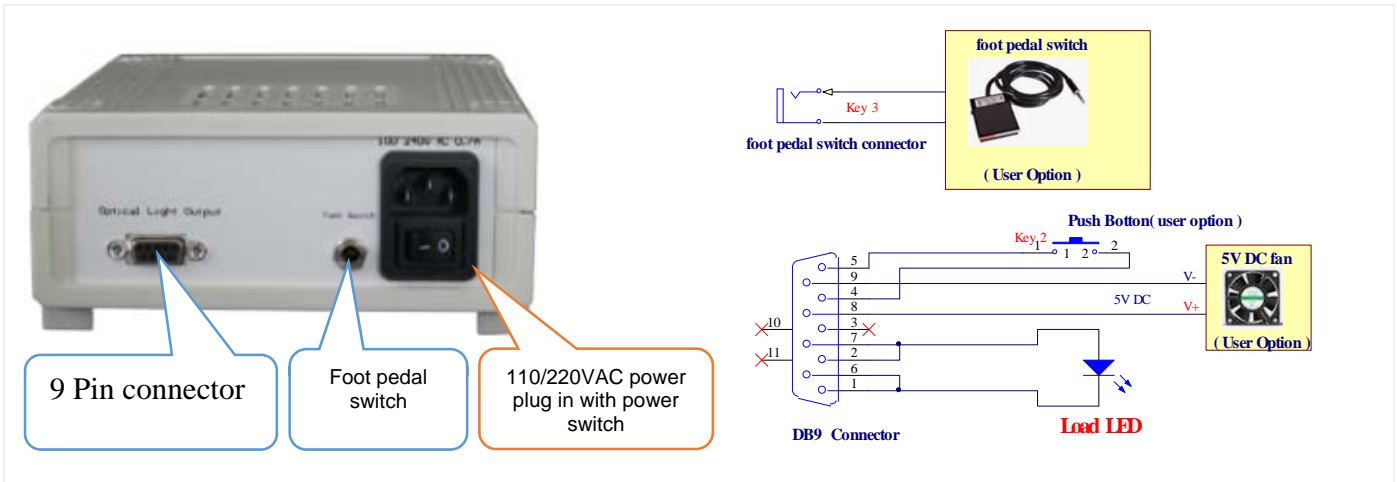 100 240V AC 0.7A
Optical Light Output
Foot Switch
9 Pin connector
Foot pedal
switch
110/220VAC power
plug in with power
switch
foot pedal switch
Key 3
foot pedal switch connector
( User Option )
Push Botton( user option )
Key 2
1
1 2
2
5
9
4
8
3
7
2
6
1
10
11
V-
5V DC
V+
5V DC fan
( User Option )
Load LED
DB9 Connector